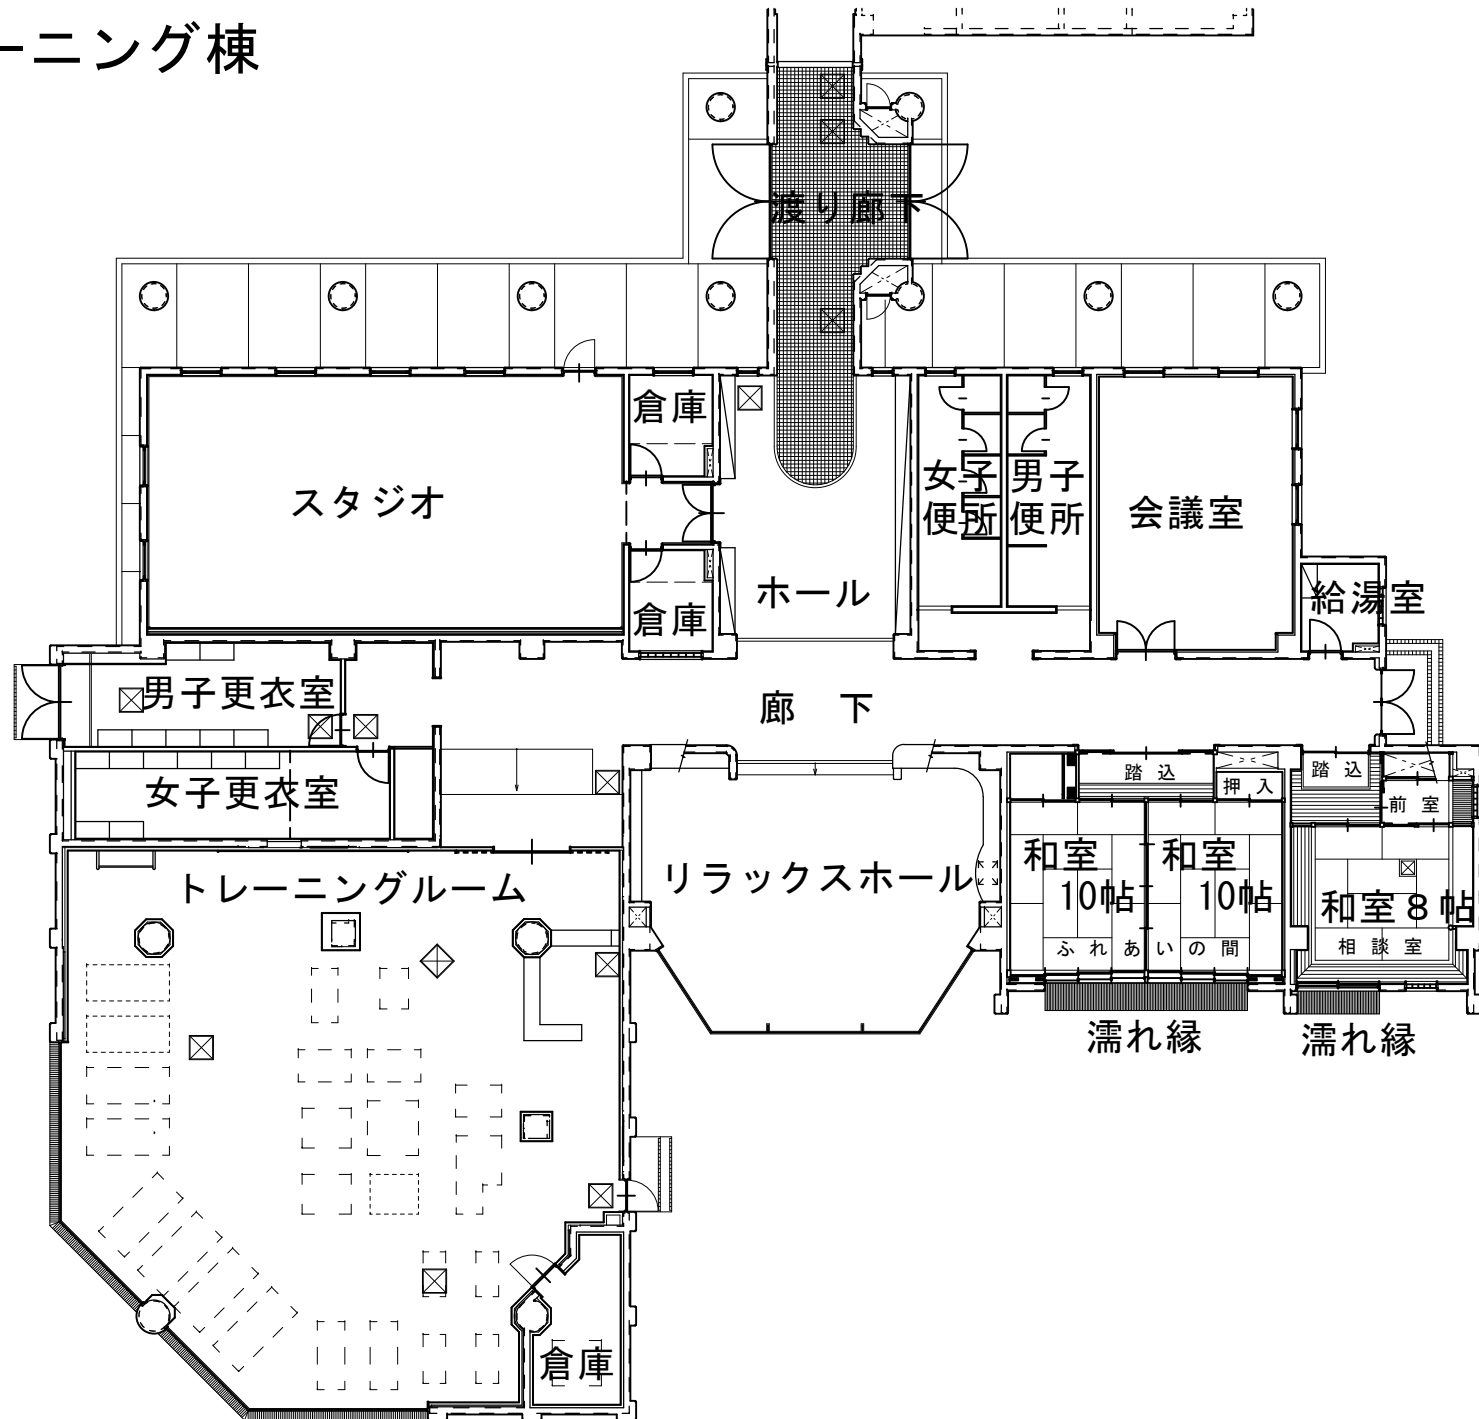 ーニング棟
渡り廊下
倉庫
スタジオ
女子
便所
男子
便所
会議室
ホール
倉庫
給湯室
男子更衣室
廊　下
女子更衣室
踏込
押入
踏込
前室
トレーニングルーム
リラックスホール
和室
10帖
和室
10帖
和室８帖
ふれあいの間
相談室
濡れ縁
濡れ縁
倉庫